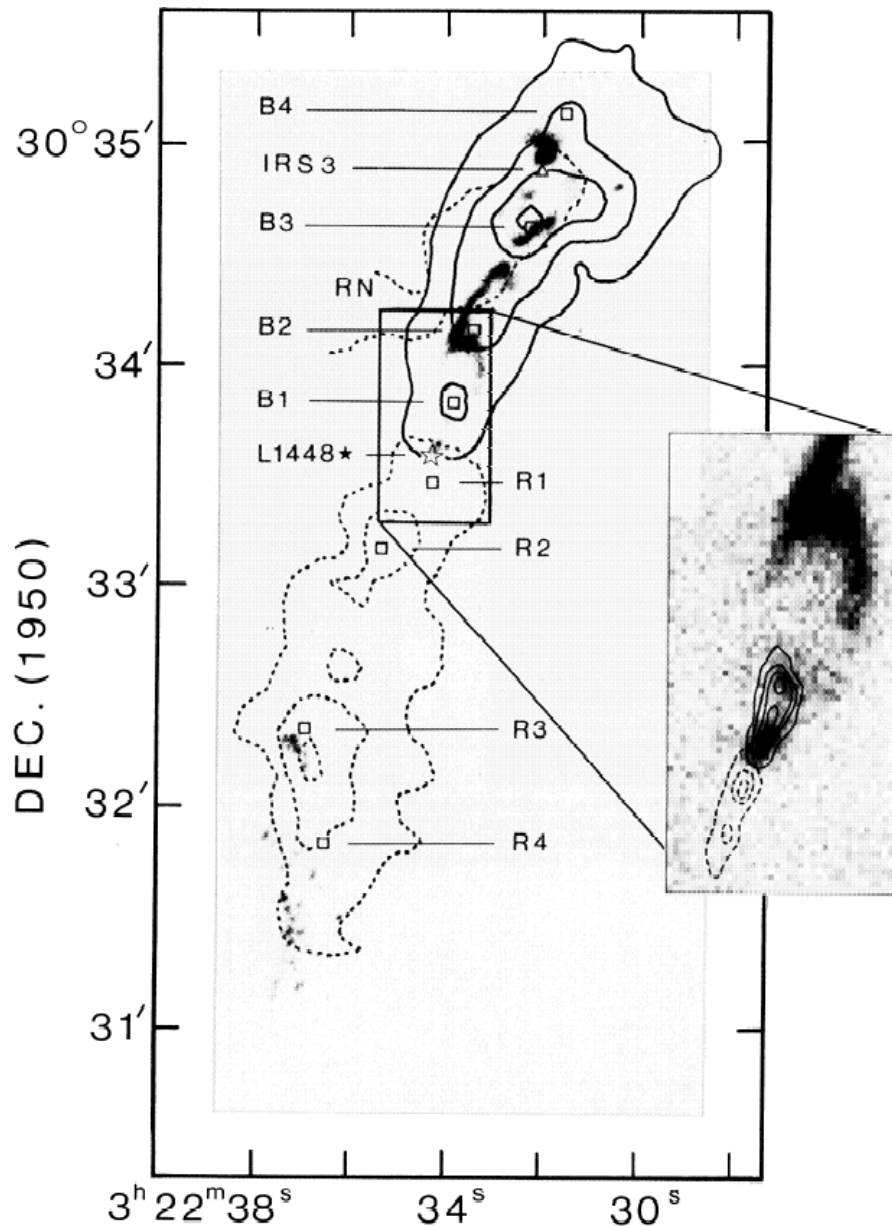 B4
30°35′
IRS3
B3
RN
B2
34′
B1
L1448★
R1
R2
33′
R3
32′
R4
31′
DEC. (1950)
3ʰ22ᵐ38ˢ 34ˢ 30ˢ